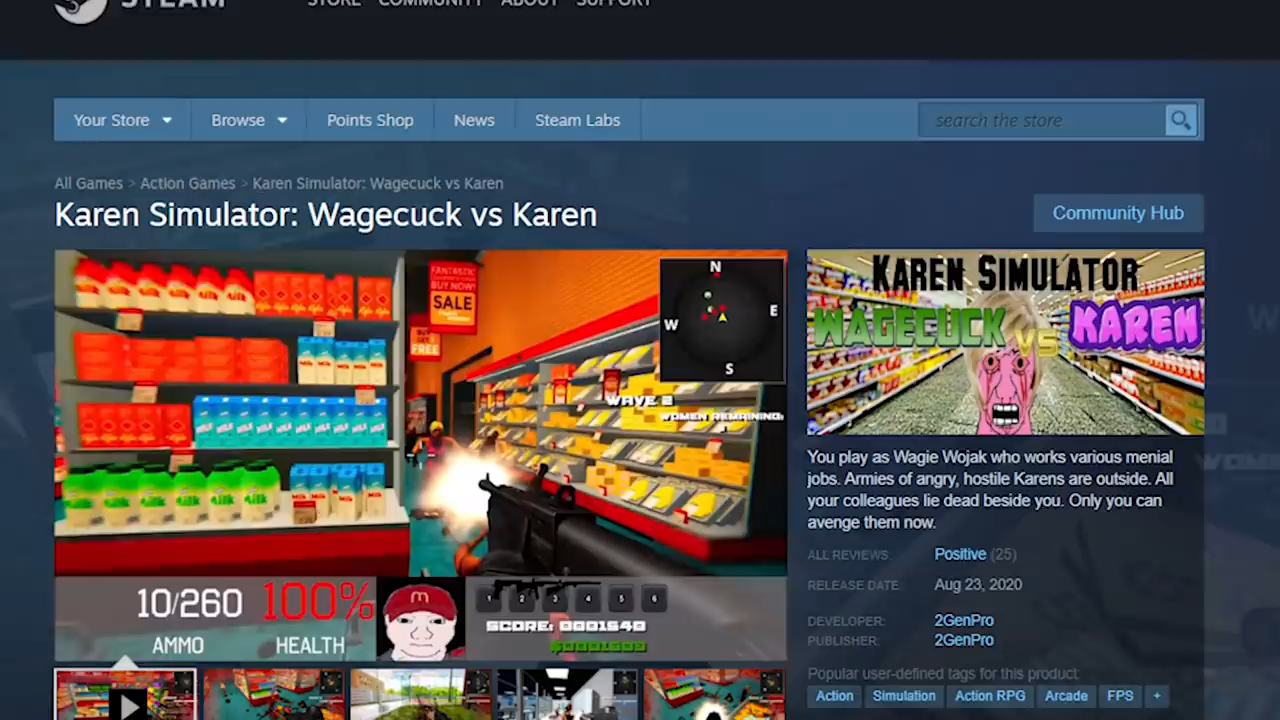 STEAM
STORE COMMUNITY ABOUT SUPPORT
Your Store Browse Points Shop News Steam Labs search the store
All Games > Action Games > Karen Simulator: Wagecuck vs Karen
Karen Simulator: Wagecuck vs Karen
Community Hub
FANTASTIC
BUY NOW!
SALE
FREE
N
W E
S
WAVE 2
WOMEN REMAINING:
10/260 100%
AMMO HEALTH
1 2 3 4 5 6
SCORE: 0001540
KAREN SIMULATOR
WAGECUCK VS KAREN
You play as Wagie Wojak who works various menial
jobs. Armies of angry, hostile Karens are outside. All
your colleagues lie dead beside you. Only you can
avenge them now.
ALL REVIEWS: Positive (25)
RELEASE DATE: Aug 23, 2020
DEVELOPER: 2GenPro
PUBLISHER: 2GenPro
Popular user-defined tags for this product:
Action Simulation Action RPG Arcade FPS +